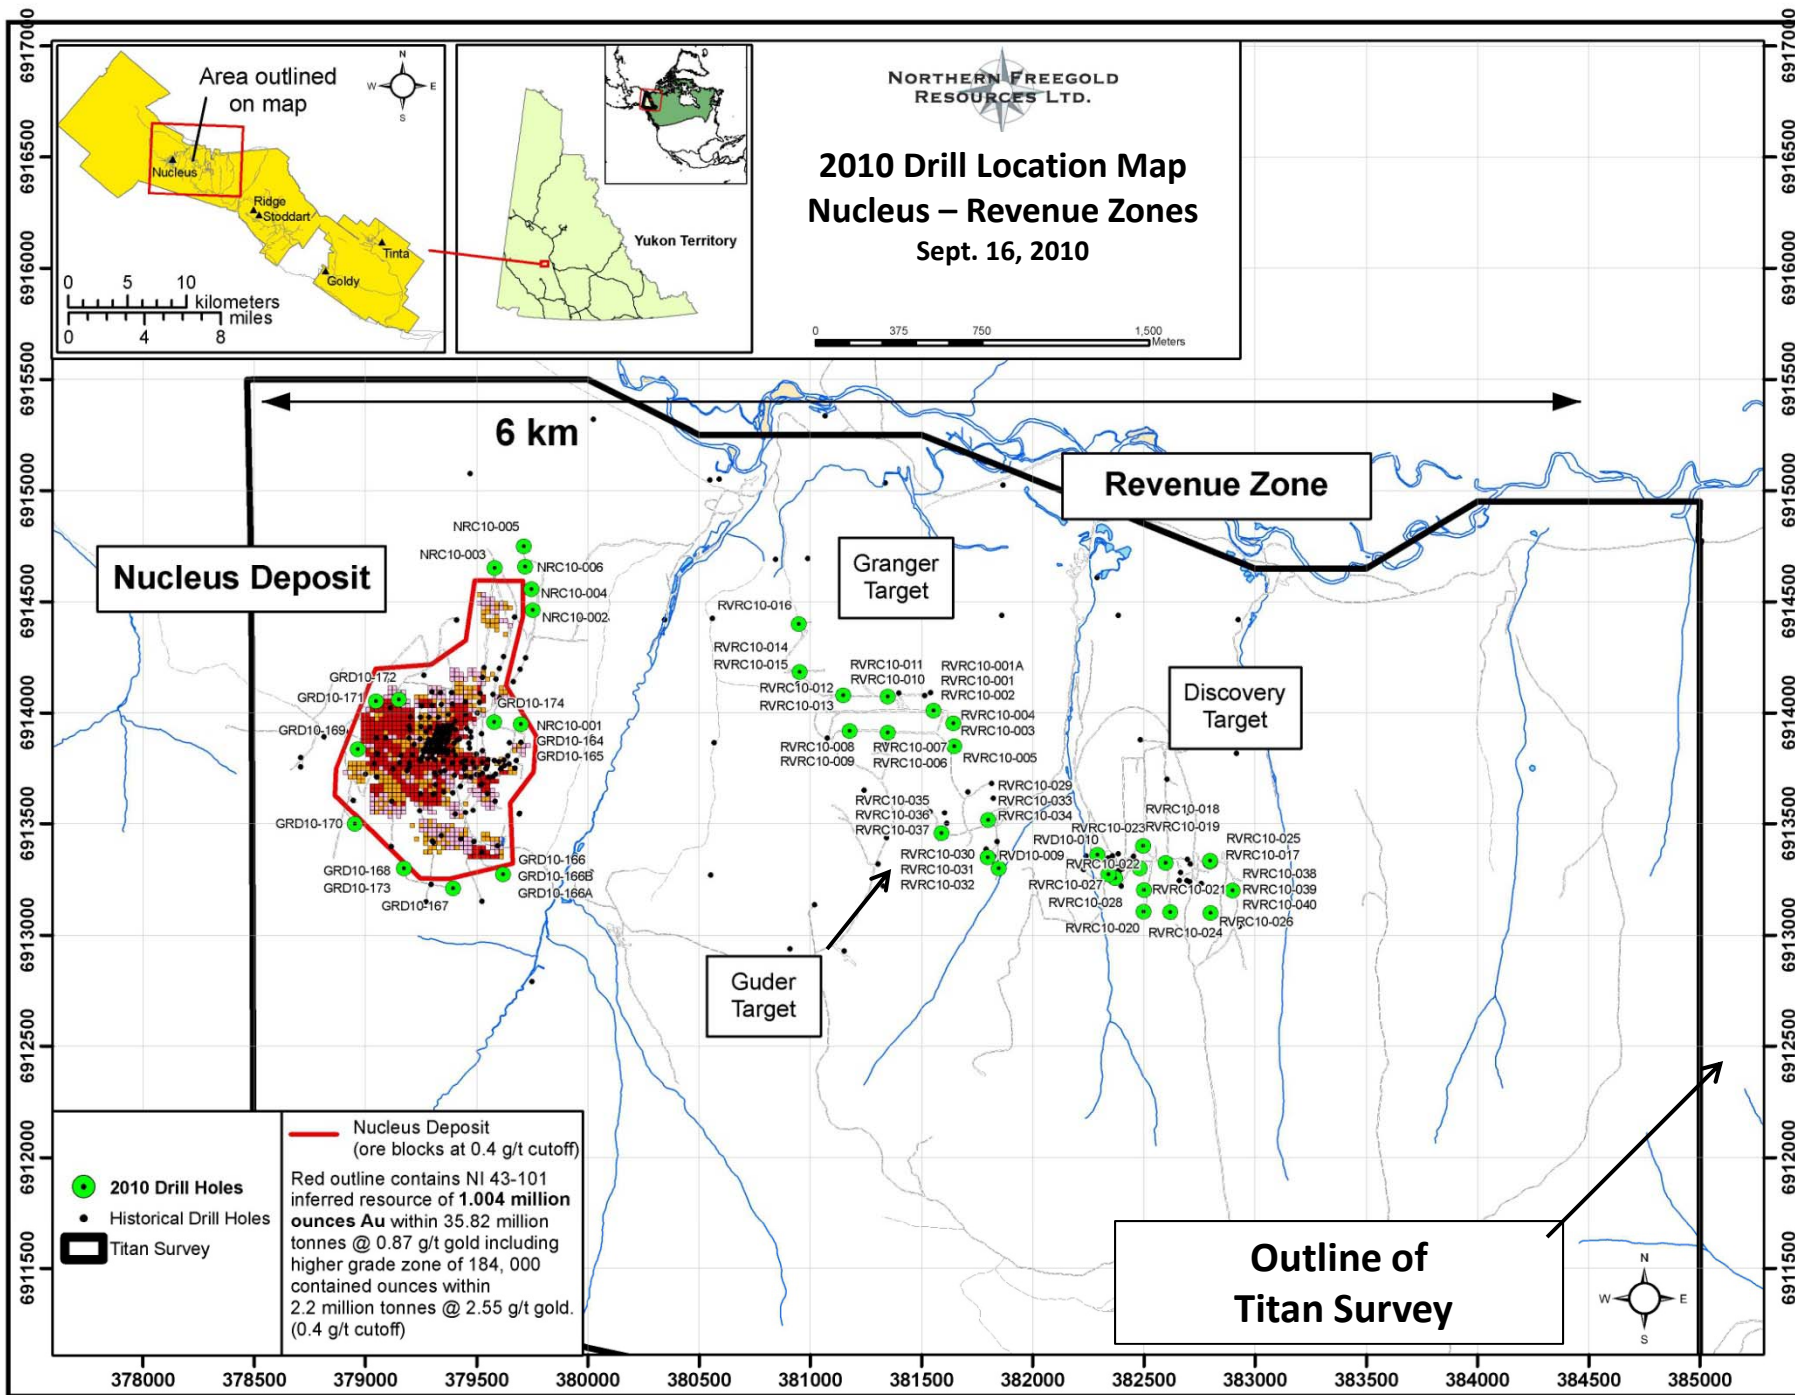 Area outlined
on map
N
W
E
S
Nucleus
Ridge
Stoddart
Tinta
Goldy
0 5 10 kilometers
miles
0 4 8
Yukon Territory
NORTHERN FREEGOLD
RESOURCES LTD.
2010 Drill Location Map
Nucleus – Revenue Zones
Sept. 16, 2010
0 375 750 1,500
Meters
6917000
6916500
6916000
6915500
6915000
6914500
6914000
6913500
6913000
6912500
6912000
6911500
6917000
6916500
6916000
6915500
6915000
6914500
6914000
6913500
6913000
6912500
6912000
6911500
6 km
Revenue Zone
Nucleus Deposit
Granger
Target
Discovery
Target
Guder
Target
NRC10-005
NRC10-003
NRC10-006
NRC10-004
NRC10-002
GRD10-172
GRD10-171
GRD10-174
GRD10-169
NRC10-001
GRD10-164
GRD10-165
GRD10-170
GRD10-168
GRD10-173
GRD10-167
GRD10-166
GRD10-166B
GRD10-166A
RVRC10-016
RVRC10-014
RVRC10-015
RVRC10-012
RVRC10-013
RVRC10-011
RVRC10-010
RVRC10-001A
RVRC10-001
RVRC10-002
RVRC10-004
RVRC10-003
RVRC10-008
RVRC10-009
RVRC10-007
RVRC10-006
RVRC10-005
RVRC10-029
RVRC10-033
RVRC10-034
RVRC10-035
RVRC10-036
RVRC10-037
RVRC10-030
RVRC10-031
RVRC10-032
RVD10-009
RVRC10-018
RVRC10-019
RVRC10-023
RVD10-010
RVRC10-022
RVRC10-025
RVRC10-017
RVRC10-027
RVRC10-028
RVRC10-021
RVRC10-038
RVRC10-039
RVRC10-040
RVRC10-020
RVRC10-024
RVRC10-026
2010 Drill Holes
Historical Drill Holes
Titan Survey
Nucleus Deposit
(ore blocks at 0.4 g/t cutoff)
Red outline contains NI 43-101
inferred resource of 1.004 million
ounces Au within 35.82 million
tonnes @ 0.87 g/t gold including
higher grade zone of 184, 000
contained ounces within
2.2 million tonnes @ 2.55 g/t gold.
(0.4 g/t cutoff)
Outline of
Titan Survey
N
W
E
S
378000 378500 379000 379500 380000 380500 381000 381500 382000 382500 383000 383500 384000 384500 385000